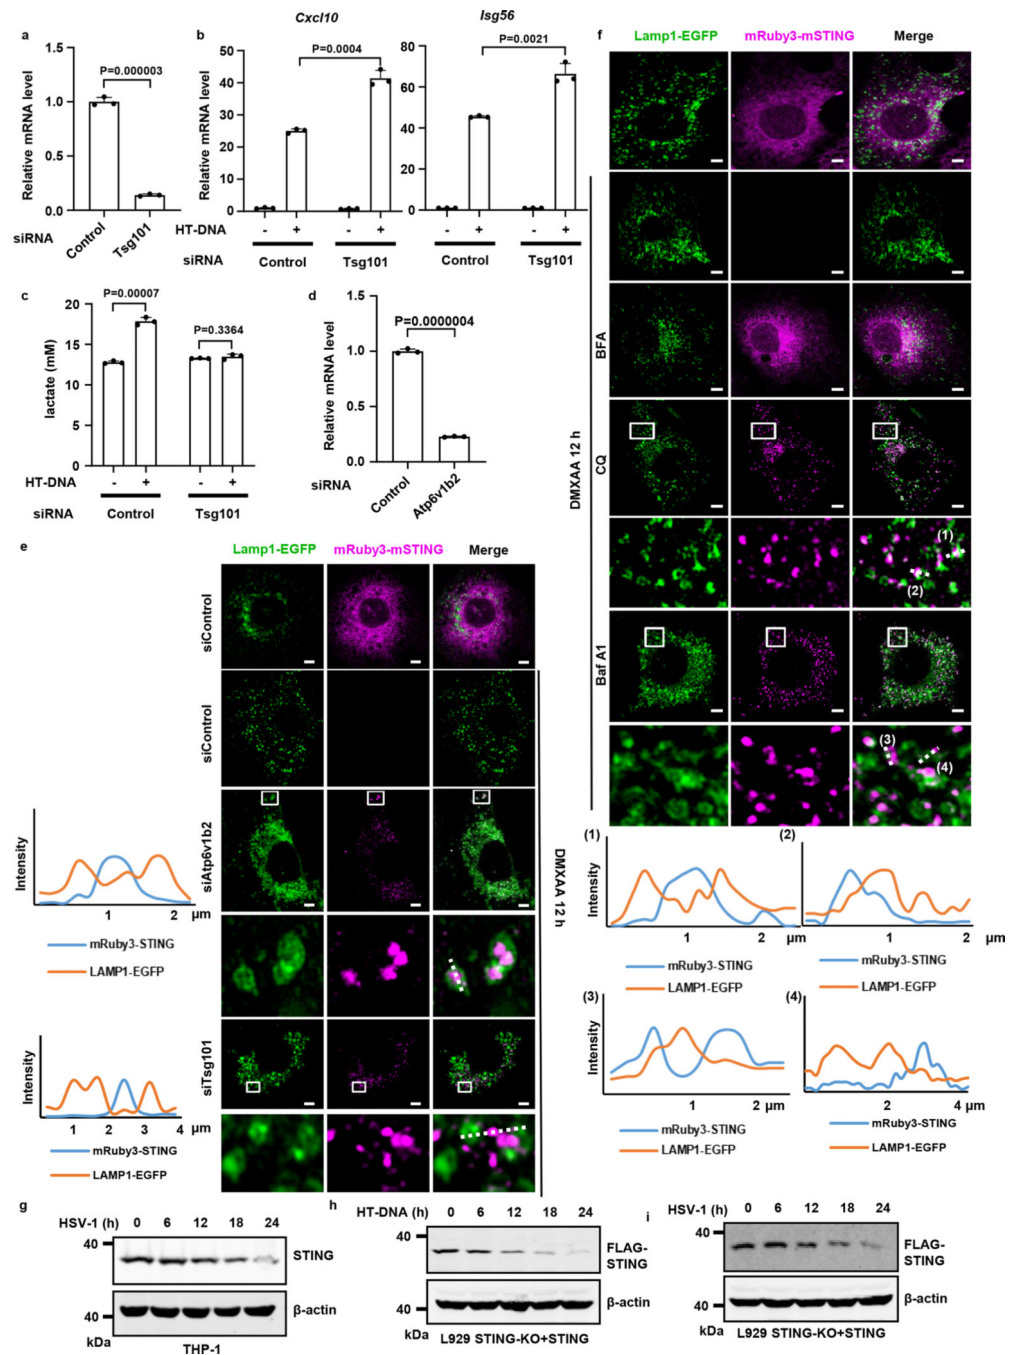 a
Relative mRNA level
1.5
1.0
0.5
0.0
P=0.000003
siRNA
Control
Tsg101
b
Cxcl10
Relative mRNA level
50
40
30
20
10
0
P=0.0004
HT-DNA - + - +
siRNA Control Tsg101
Isg56
80
60
40
20
0
P=0.0021
- + - +
Control Tsg101
c
lactate (mM)
20
15
10
5
0
P=0.00007
P=0.3364
HT-DNA - + - +
siRNA Control Tsg101
d
Relative mRNA level
1.5
1.0
0.5
0.0
P=0.0000004
siRNA
Control
Atp6v1b2
e
Lamp1-EGFP mRuby3-mSTING Merge
siControl
siControl
siAtp6v1b2
siTsg101
DMXAA 12 h
Intensity
1 2 μm
mRuby3-STING
LAMP1-EGFP
Intensity
1 2 3 4
μm
mRuby3-STING
LAMP1-EGFP
f
Lamp1-EGFP mRuby3-mSTING Merge
DMXAA 12 h
BFA
CQ
(1)
(2)
Baf A1
(3)
(4)
(1)
Intensity
1 2 μm
mRuby3-STING
LAMP1-EGFP
(2)
1 2 μm
mRuby3-STING
LAMP1-EGFP
(3)
Intensity
1 2 μm
mRuby3-STING
LAMP1-EGFP
(4)
2 4 μm
mRuby3-STING
LAMP1-EGFP
g
HSV-1 (h) 0 6 12 18 24
40
STING
40
β-actin
kDa
THP-1
h
HT-DNA (h) 0 6 12 18 24
40
FLAG-
STING
40
β-actin
kDa
L929 STING-KO+STING
i
HSV-1 (h) 0 6 12 18 24
40
FLAG-
STING
40
β-actin
kDa
L929 STING-KO+STING